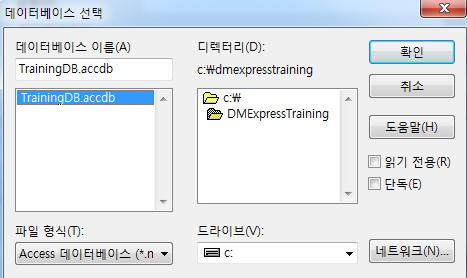 데이터베이스 선택
데이터베이스 이름(A)
TrainingDB.accdb
TrainingDB.accdb
파일 형식(T):
Access 데이터베이스 (*.n
디렉터리(D):
c:₩dmexpresstraining
c:₩
DMExpressTraining
드라이브(V):
c:
확인
취소
도움말(H)
읽기 전용(R)
단독(E)
네트워크(N)...